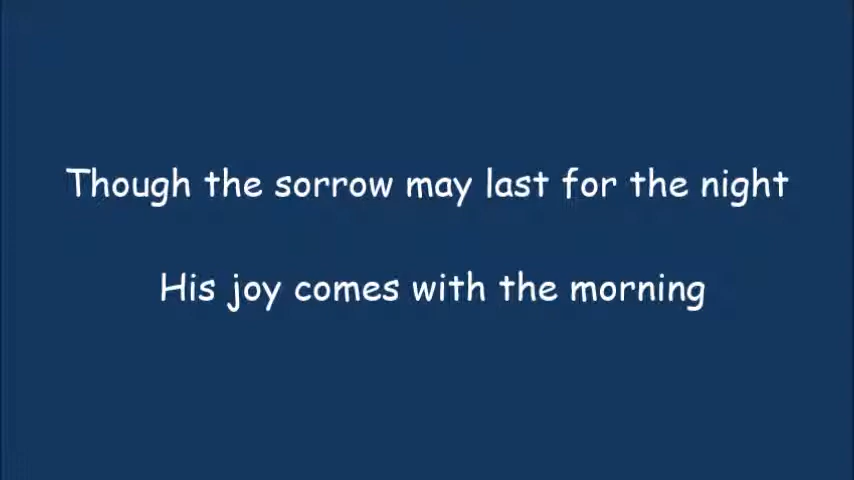 Though the sorrow may last for the night
His joy comes with the morning